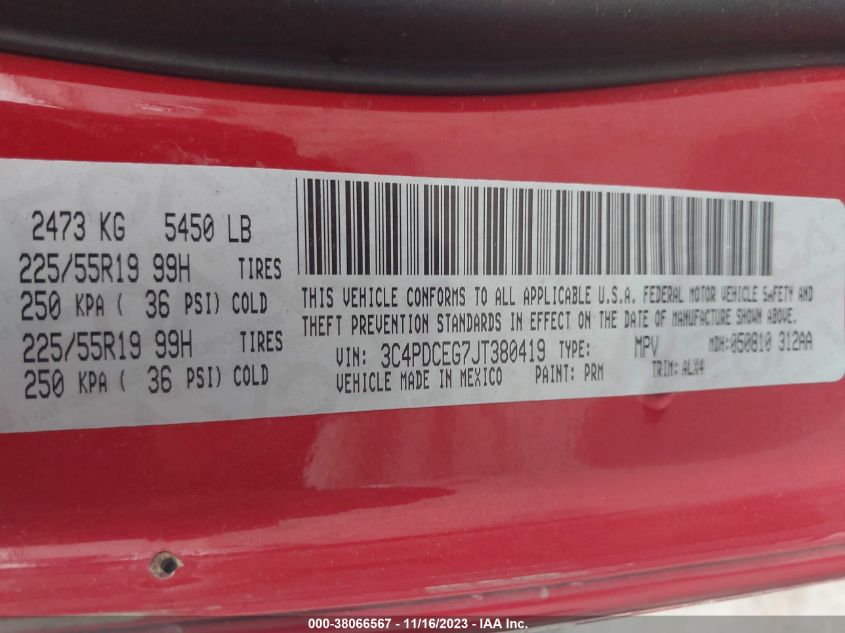 2473 KG 5450 LB
225/55R19 99H TIRES
250 KPA ( 36 PSI) COLD
225/55R19 99H TIRES
250 KPA ( 36 PSI) COLD
THIS VEHICLE CONFORMS TO ALL APPLICABLE U.S.A. FEDERAL MOTOR VEHICLE SAFETY AND
THEFT PREVENTION STANDARDS IN EFFECT ON THE DATE OF MANUFACTURE SHOWN ABOVE.
VIN: 3C4PDCEG7JT380419 TYPE: MPV MDH:050810 312AA
VEHICLE MADE IN MEXICO PAINT: PRM TRIM: ALX4
000-38066567 - 11/16/2023 - IAA Inc.